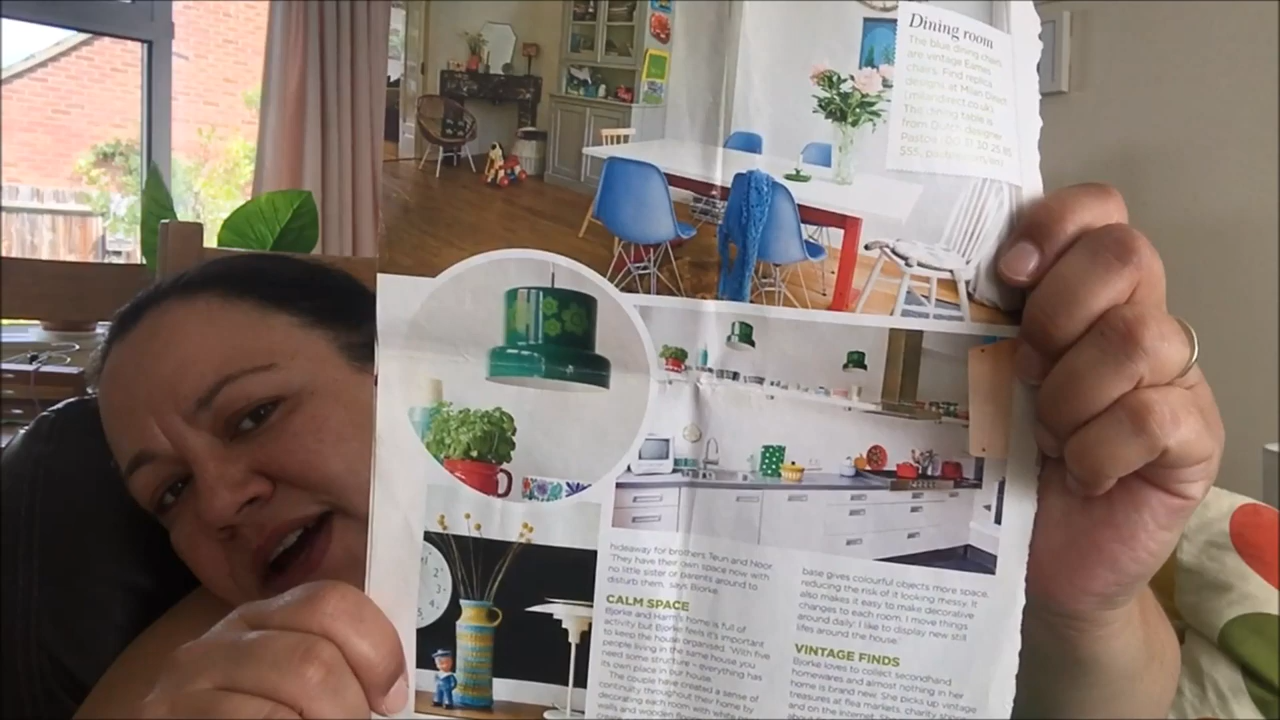 Dining room
The blue dining chairs
are vintage Eames
chairs. Find replica
designs at Milan Direct
(milandirect.co.uk).
The dining table is
from Dutch designer
Pastoe
hideaway for brothers Teun and Noor.
'They have their own space now with
no little sister or parents around to
disturb them,' says Bjorke.
CALM SPACE
Bjorke and Harm's home is full of
activity but Bjorke feels it's important
to keep the house organised. 'With five
people living in the same house you
need some structure – everything has
its own place in our house.'
The couple have created a sense of
continuity throughout their home by
decorating each room with white
walls and wooden floors
base gives colourful objects more space,
reducing the risk of it looking messy. It
also makes it easy to make decorative
changes to each room. I move things
around daily; I like to display new still
lifes around the house.'
VINTAGE FINDS
Bjorke loves to collect secondhand
homewares and almost nothing in her
home is brand new. She picks up vintage
treasures at flea markets, charity shops
and on the internet.